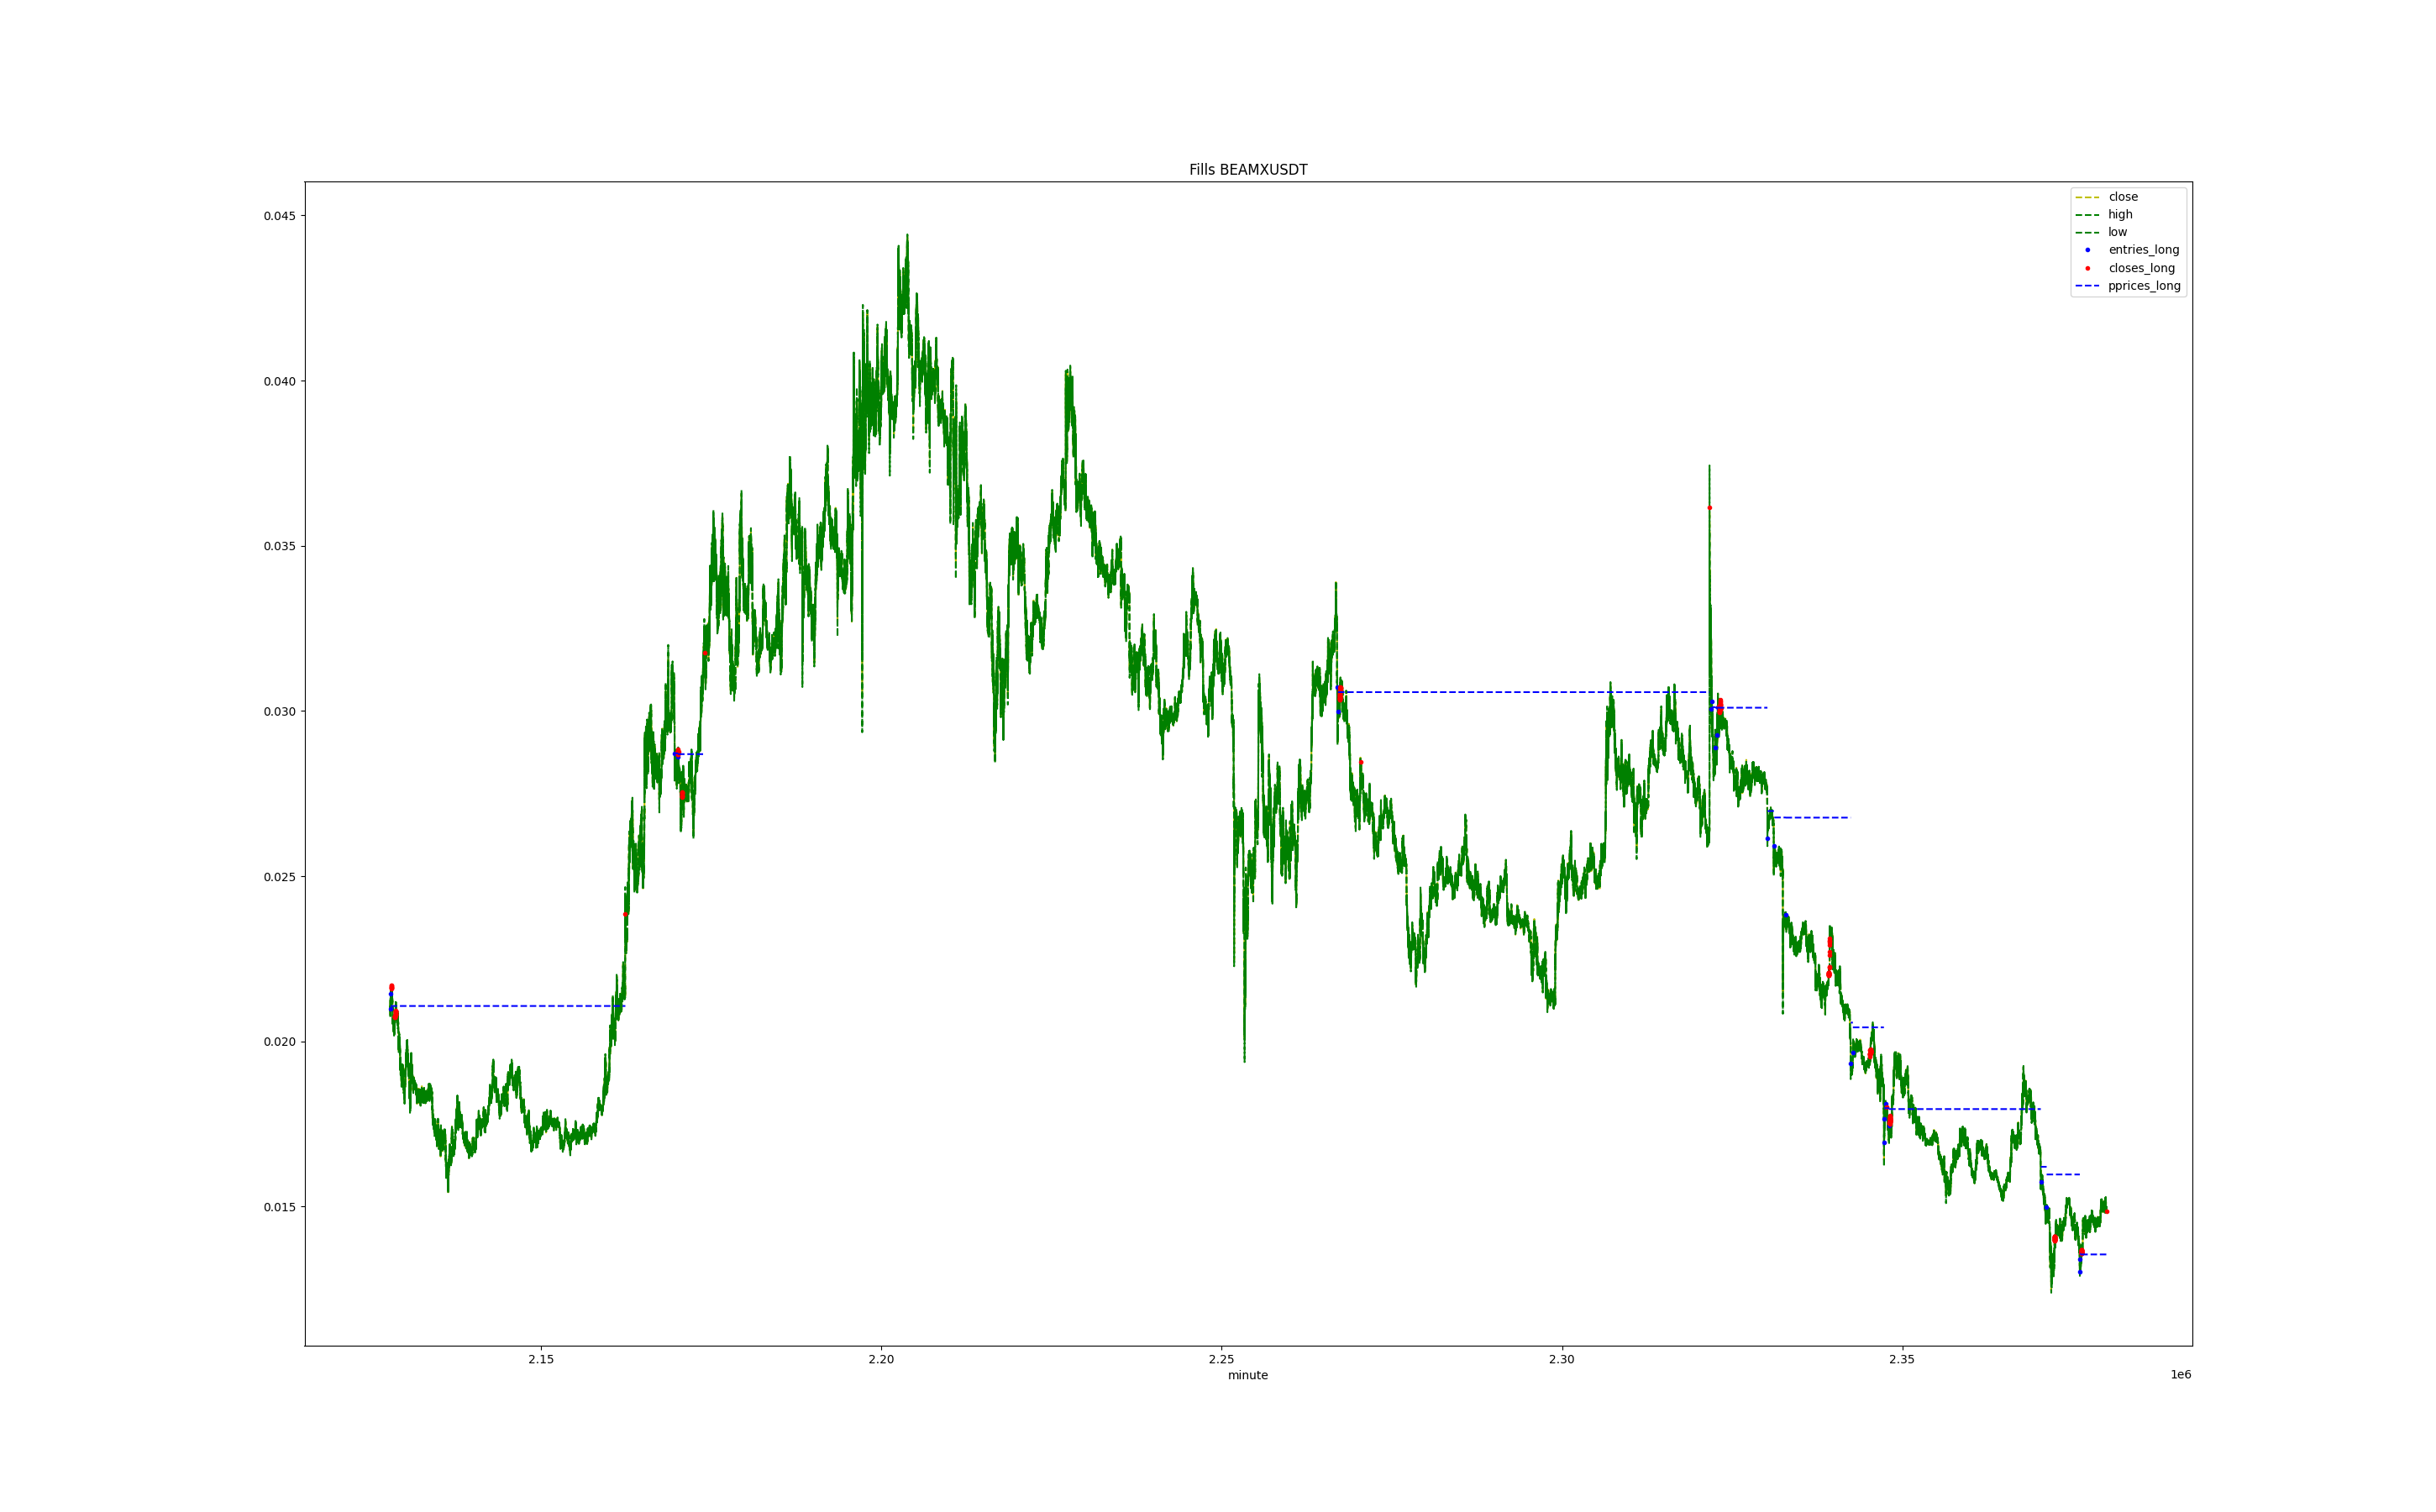 Fills BEAMXUSDT
close
high
low
entries_long
closes_long
pprices_long
0.045
0.040
0.035
0.030
0.025
0.020
0.015
2.15 2.20 2.25 2.30 2.35
minute
1e6